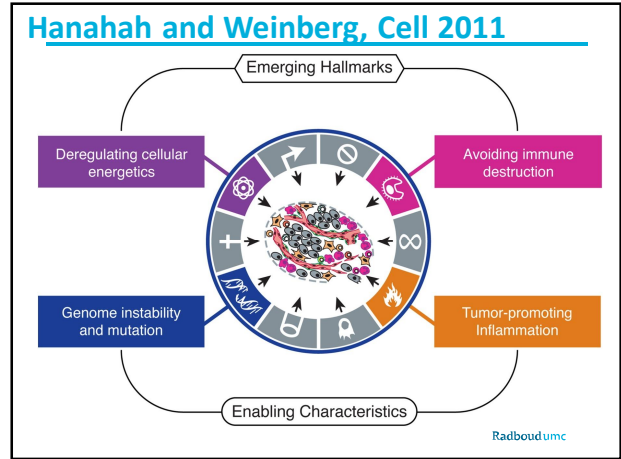 Hanahah and Weinberg, Cell 2011
Emerging Hallmarks
Deregulating cellular
energetics
Avoiding immune
destruction
Genome instability
and mutation
Tumor-promoting
Inflammation
Enabling Characteristics
Radboudumc